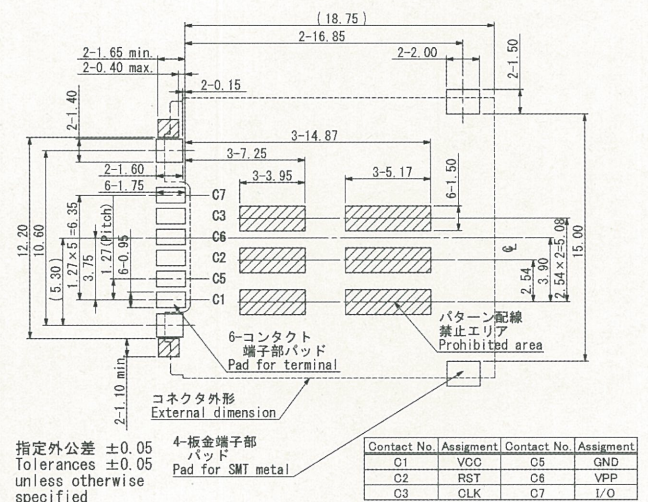 (18.75)
2-16.85
2-1.65 min.
2-0.40 max.
2-2.00
2-1.50
2-0.15
2-1.40
3-14.87
3-7.25
2-1.60
6-1.75
3-3.95
3-5.17
6-1.50
C7
C3
C6
C2
C5
C1
12.20
10.60
(5.30)
1.27×5=6.35
3.75
1.27(Pitch)
6-0.95
℄
2.54
3.90
2.54×2=5.08
15.00
2-1.10 min.
6-コンタクト
端子部パッド
Pad for terminal
パターン配線
禁止エリア
Prohibited area
コネクタ外形
External dimension
4-板金端子部
パッド
Pad for SMT metal
指定外公差 ±0.05
Tolerances ±0.05
unless otherwise
specified
Contact No. Assigment Contact No. Assigment
C1 VCC C5 GND
C2 RST C6 VPP
C3 CLK C7 I/O